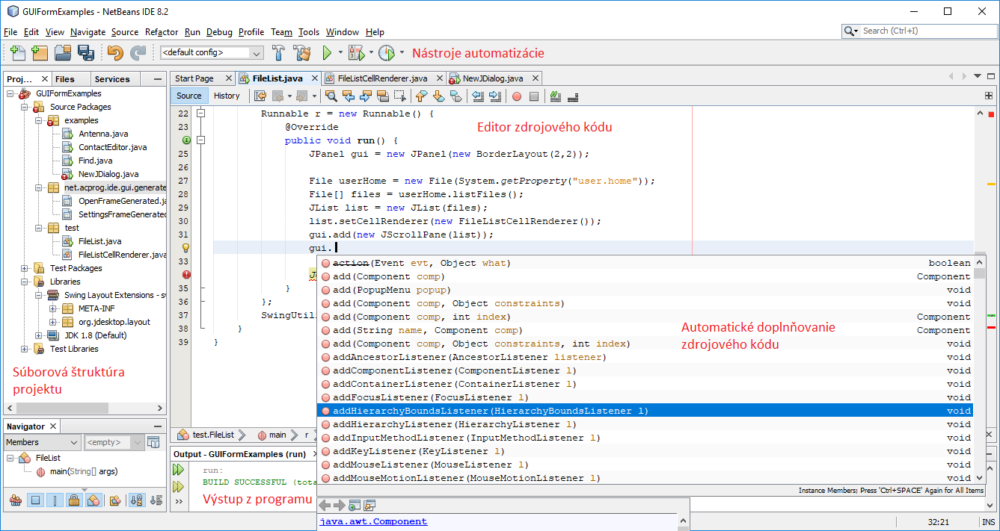 GUIFormExamples - NetBeans IDE 8.2
File Edit View Navigate Source Refactor Run Debug Profile Team Tools Window Help
Search (Ctrl+I)
<default config>
Nástroje automatizácie
Proj... Files Services
GUIFormExamples
Source Packages
examples
Antenna.java
ContactEditor.java
Find.java
NewJDialog.java
net.acprog.ide.gui.generate
OpenFrameGenerated.ja
SettingsFrameGenerated
test
FileList.java
FileListCellRenderer.java
Test Packages
Libraries
Swing Layout Extensions - sw
META-INF
org.jdesktop.layout
JDK 1.8 (Default)
Test Libraries
Súborová štruktúra
projektu
Navigator
Members
<empty>
FileList
main(String[] args)
Start Page FileList.java FileListCellRenderer.java NewJDialog.java
Source History
22 Runnable r = new Runnable() {
23 @Override
public void run() {
25 JPanel gui = new JPanel(new BorderLayout(2,2));
26
27 File userHome = new File(System.getProperty("user.home"));
28 File[] files = userHome.listFiles();
29 JList list = new JList(files);
30 list.setCellRenderer(new FileListCellRenderer());
31 gui.add(new JScrollPane(list));
gui.
33
J
35 }
36 };
37 SwingUtil
38 }
39 }
Editor zdrojového kódu
action(Event evt, Object what) boolean
add(Component comp) Component
add(PopupMenu popup) void
add(Component comp, Object constraints) void
add(Component comp, int index) Component
add(String name, Component comp) Component
add(Component comp, Object constraints, int index) void
addAncestorListener(AncestorListener listener) void
addComponentListener(ComponentListener l) void
addContainerListener(ContainerListener l) void
addFocusListener(FocusListener l) void
addHierarchyBoundsListener(HierarchyBoundsListener l) void
addHierarchyListener(HierarchyListener l) void
addInputMethodListener(InputMethodListener l) void
addKeyListener(KeyListener l) void
addMouseListener(MouseListener l) void
addMouseMotionListener(MouseMotionListener l) void
Automatické doplnňovanie
zdrojového kódu
Instance Members; Press 'Ctrl+SPACE' Again for All Items
test.FileList main r
Output - GUIFormExamples (run)
run:
BUILD SUCCESSFUL (tota
Výstup z programu
java.awt.Component
32:21 INS